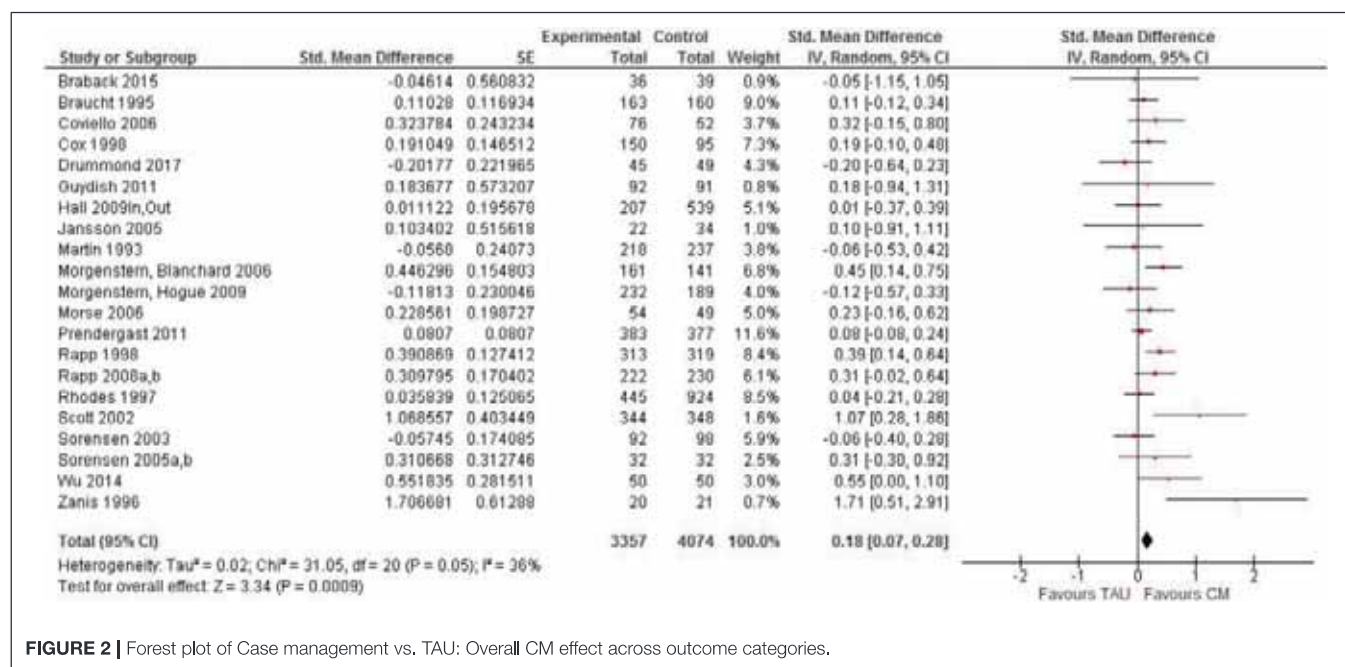 Experimental Control Std. Mean Difference Std. Mean Difference
Study or Subgroup Std. Mean Difference SE Total Total Weight IV, Random, 95% CI IV, Random, 95% CI
Braback 2015 -0.04614 0.560832 36 39 0.9% -0.05 [-1.15, 1.05]
Braucht 1995 0.11028 0.116934 163 160 9.0% 0.11 [-0.12, 0.34]
Coviello 2006 0.323784 0.243234 76 52 3.7% 0.32 [-0.15, 0.80]
Cox 1998 0.191049 0.146512 150 95 7.3% 0.19 [-0.10, 0.48]
Drummond 2017 -0.20177 0.221965 45 49 4.3% -0.20 [-0.64, 0.23]
Guydish 2011 0.183677 0.573207 92 91 0.8% 0.18 [-0.94, 1.31]
Hall 2009In,Out 0.011122 0.195678 207 539 5.1% 0.01 [-0.37, 0.39]
Jansson 2005 0.103402 0.515618 22 34 1.0% 0.10 [-0.91, 1.11]
Martin 1993 -0.0568 0.24073 218 237 3.8% -0.06 [-0.53, 0.42]
Morgenstern, Blanchard 2006 0.446296 0.154803 161 141 6.8% 0.45 [0.14, 0.75]
Morgenstern, Hogue 2009 -0.11813 0.230046 232 189 4.0% -0.12 [-0.57, 0.33]
Morse 2006 0.228561 0.198727 54 49 5.0% 0.23 [-0.16, 0.62]
Prendergast 2011 0.0807 0.0807 383 377 11.6% 0.08 [-0.08, 0.24]
Rapp 1998 0.390869 0.127412 313 319 8.4% 0.39 [0.14, 0.64]
Rapp 2008a,b 0.309795 0.170402 222 230 6.1% 0.31 [-0.02, 0.64]
Rhodes 1997 0.035839 0.125065 445 924 8.5% 0.04 [-0.21, 0.28]
Scott 2002 1.068557 0.403449 344 348 1.6% 1.07 [0.28, 1.86]
Sorensen 2003 -0.05745 0.174085 92 98 5.9% -0.06 [-0.40, 0.28]
Sorensen 2005a,b 0.310668 0.312746 32 32 2.5% 0.31 [-0.30, 0.92]
Wu 2014 0.551835 0.281511 50 50 3.0% 0.55 [0.00, 1.10]
Zanis 1996 1.706681 0.61288 20 21 0.7% 1.71 [0.51, 2.91]
Total (95% CI) 3357 4074 100.0% 0.18 [0.07, 0.28]
Heterogeneity: Tau² = 0.02; Chi² = 31.05, df = 20 (P = 0.05); I² = 36%
Test for overall effect: Z = 3.34 (P = 0.0009)
-2 -1 0 1 2
Favours TAU Favours CM
FIGURE 2 | Forest plot of Case management vs. TAU: Overall CM effect across outcome categories.